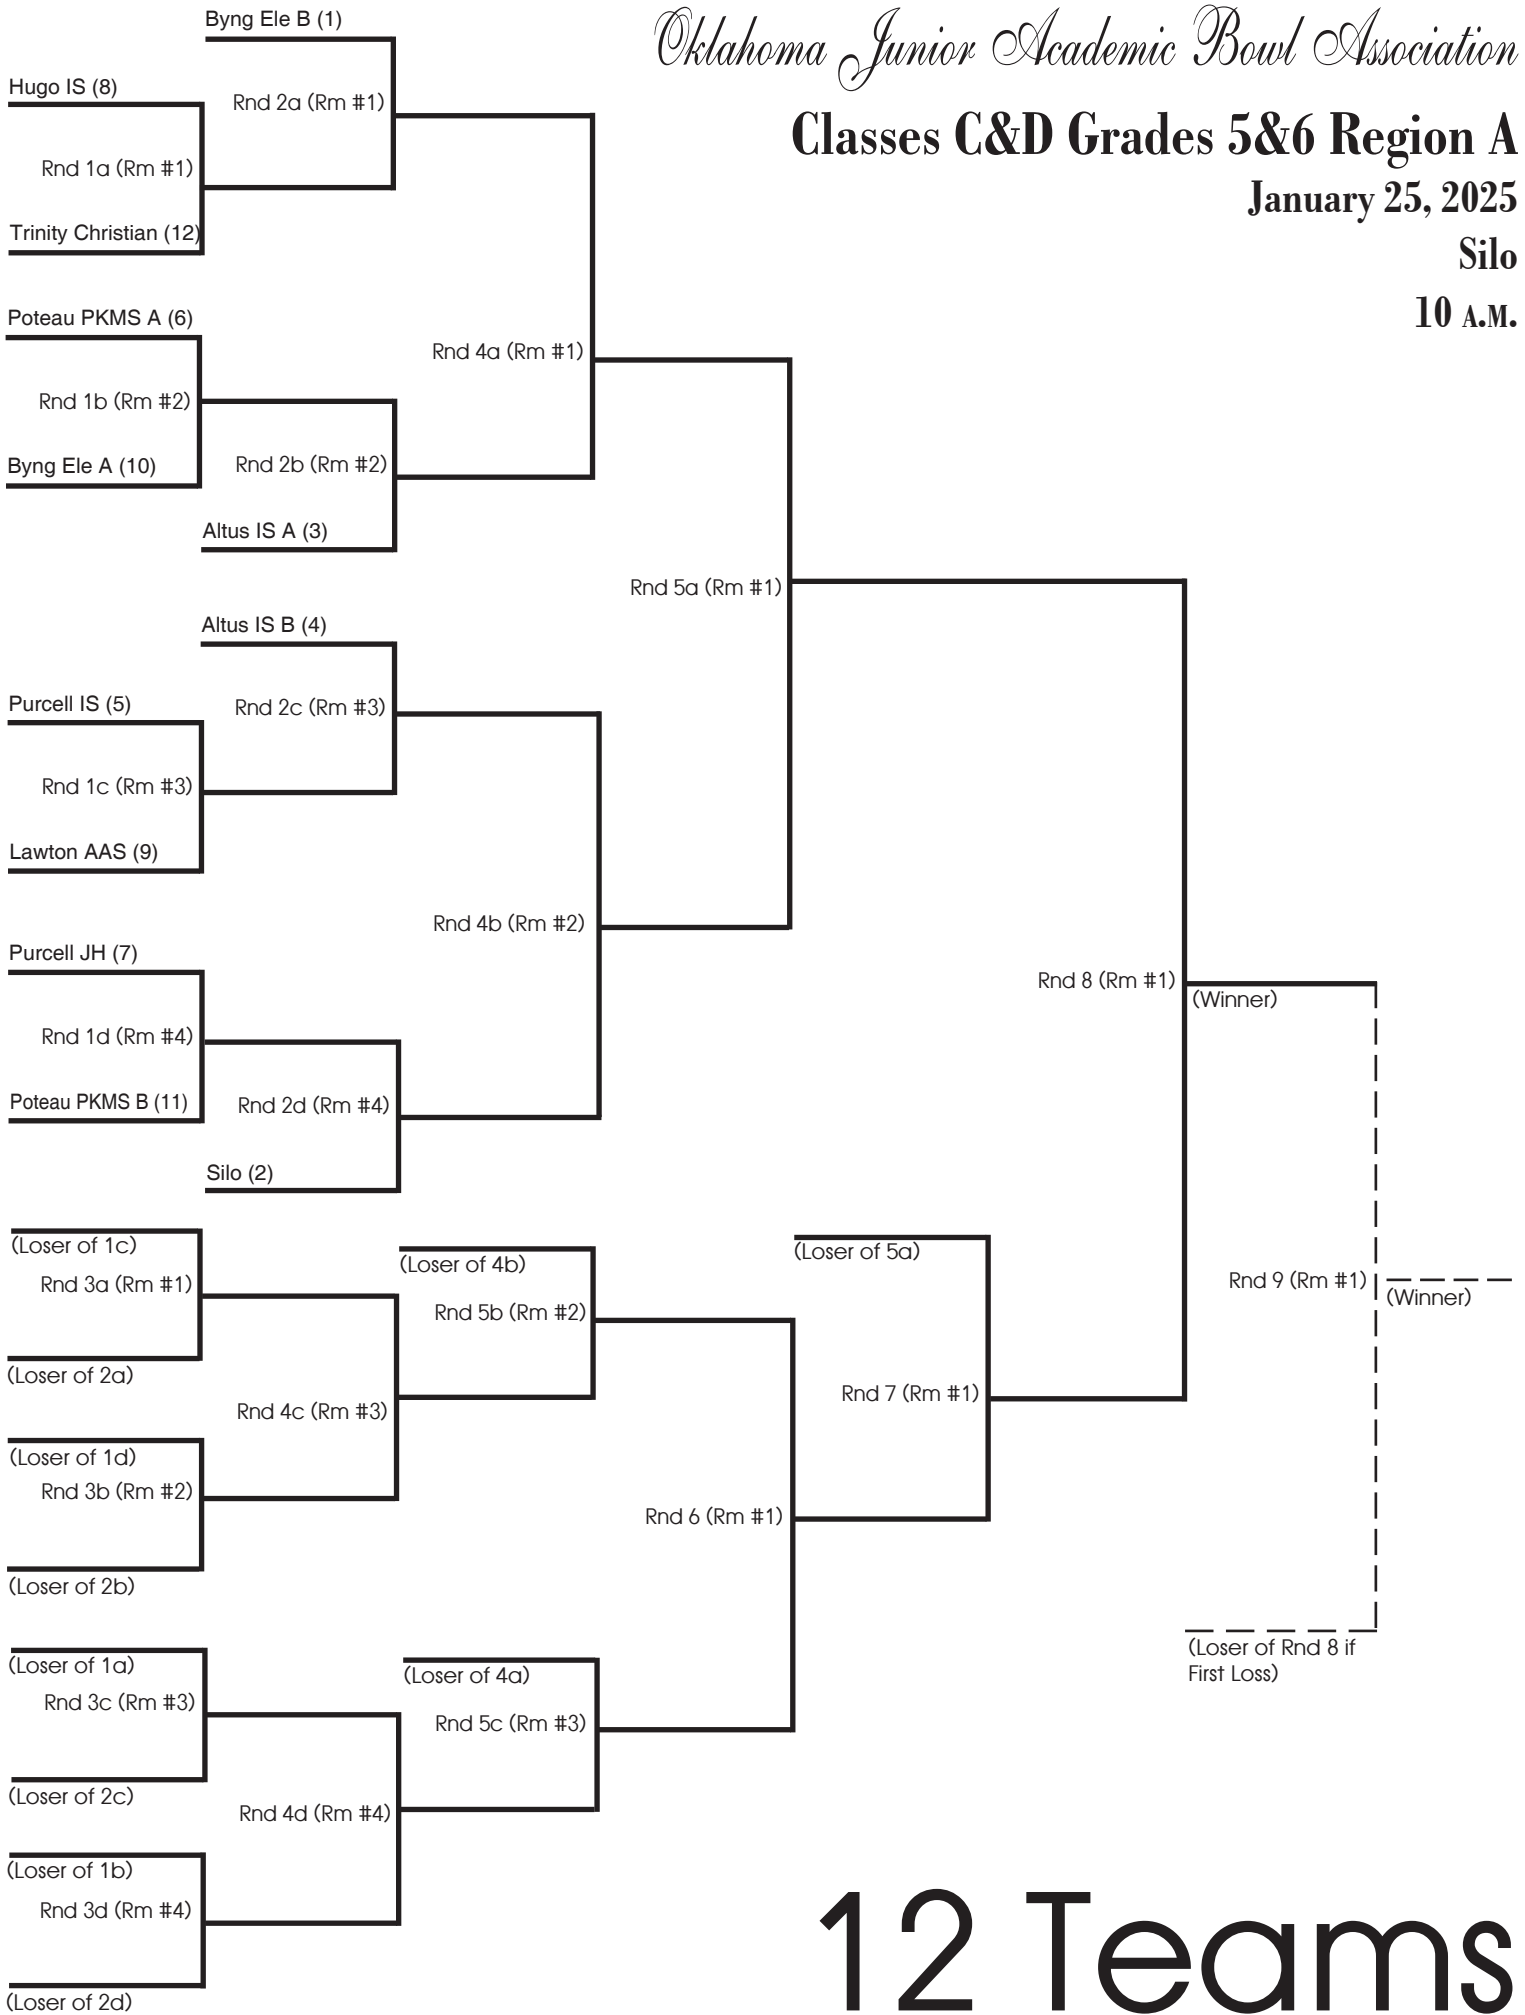 Oklahoma Junior Academic Bowl Association
Classes C&D Grades 5&6 Region A
January 25, 2025
Silo
10 A.M.
Byng Ele B (1)
Hugo IS (8)
Rnd 2a (Rm #1)
Rnd 1a (Rm #1)
Trinity Christian (12)
Poteau PKMS A (6)
Rnd 4a (Rm #1)
Rnd 1b (Rm #2)
Byng Ele A (10)
Rnd 2b (Rm #2)
Altus IS A (3)
Rnd 5a (Rm #1)
Altus IS B (4)
Purcell IS (5)
Rnd 2c (Rm #3)
Rnd 1c (Rm #3)
Lawton AAS (9)
Rnd 4b (Rm #2)
Purcell JH (7)
Rnd 8 (Rm #1)
(Winner)
Rnd 1d (Rm #4)
Poteau PKMS B (11)
Rnd 2d (Rm #4)
Silo (2)
(Loser of 1c)
(Loser of 4b)
(Loser of 5a)
Rnd 3a (Rm #1)
Rnd 9 (Rm #1)
(Winner)
Rnd 5b (Rm #2)
(Loser of 2a)
Rnd 7 (Rm #1)
Rnd 4c (Rm #3)
(Loser of 1d)
Rnd 3b (Rm #2)
Rnd 6 (Rm #1)
(Loser of 2b)
(Loser of Rnd 8 if
First Loss)
(Loser of 1a)
(Loser of 4a)
Rnd 3c (Rm #3)
Rnd 5c (Rm #3)
(Loser of 2c)
Rnd 4d (Rm #4)
(Loser of 1b)
Rnd 3d (Rm #4)
(Loser of 2d)
12 Teams